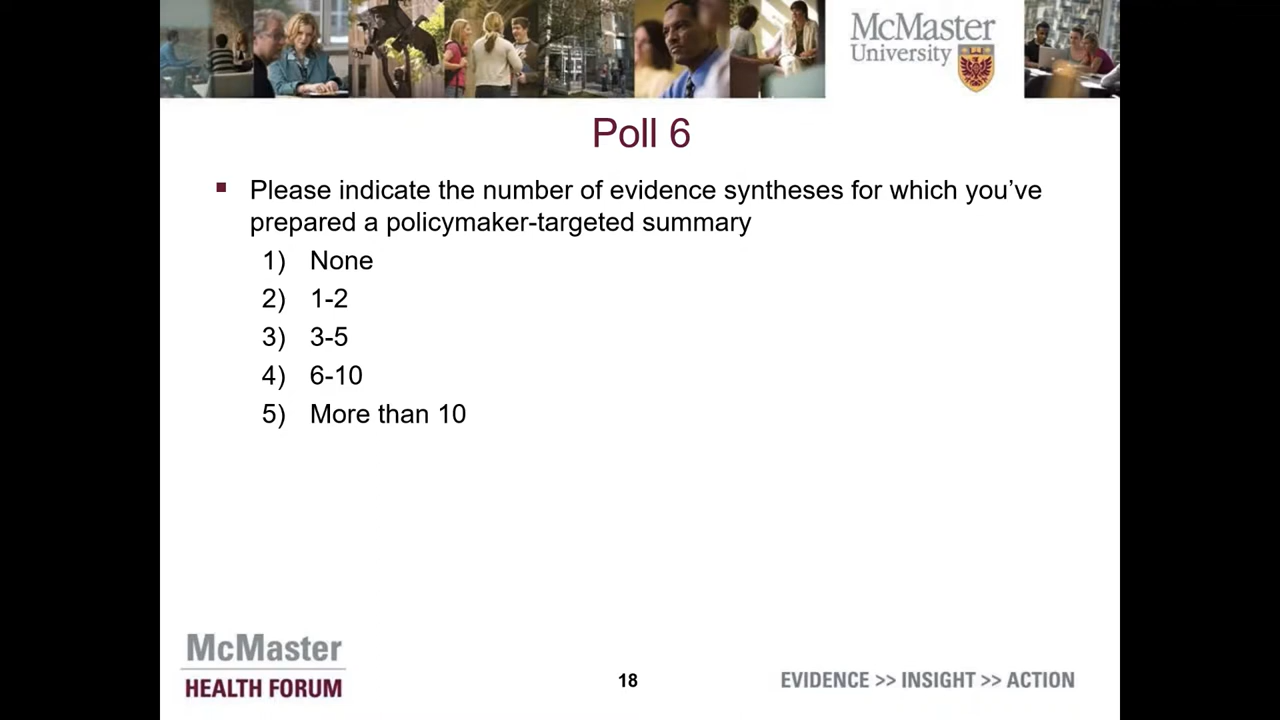 McMaster
University
Poll 6
Please indicate the number of evidence syntheses for which you’ve
prepared a policymaker-targeted summary
1) None
2) 1-2
3) 3-5
4) 6-10
5) More than 10
McMaster
HEALTH FORUM
18
EVIDENCE >> INSIGHT >> ACTION